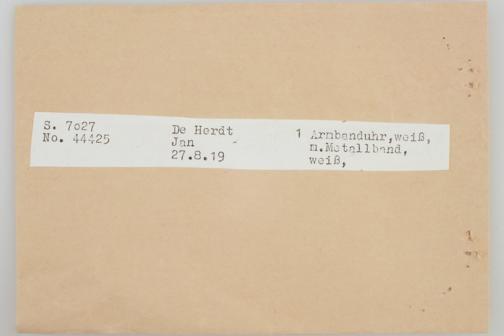 S. 7027
No. 44425
De Herdt
Jan
27.8.19
1 Armbanduhr,weiß,
m.Metallband,
weiß,